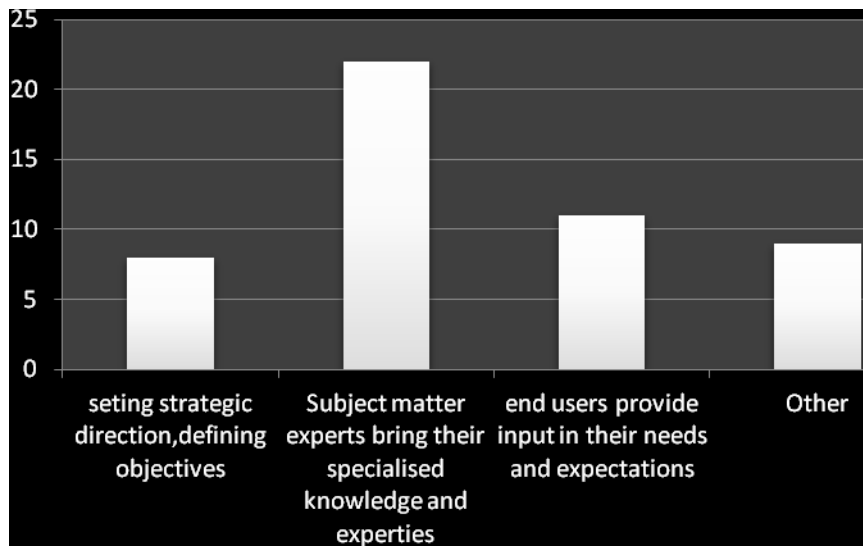 25
20
15
10
5
0
seting strategic
direction,defining
objectives
Subject matter
experts bring their
specialised
knowledge and
experties
end users provide
input in their needs
and expectations
Other